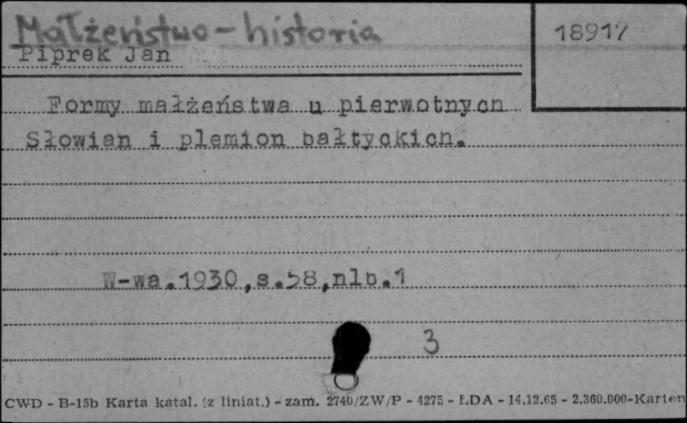 Małżeństwo - historia
18917
Piprek Jan
Formy małżeństwa u pierwotnych
Słowian i plemion bałtyckich.
W-wa.1930,s.58,nlb.1
3
CWD - B-15b Karta katal. (z liniat.) - zam. 2740/ZW/P - 4275 - ŁDA - 14.12.65 - 2.360.000-Karten